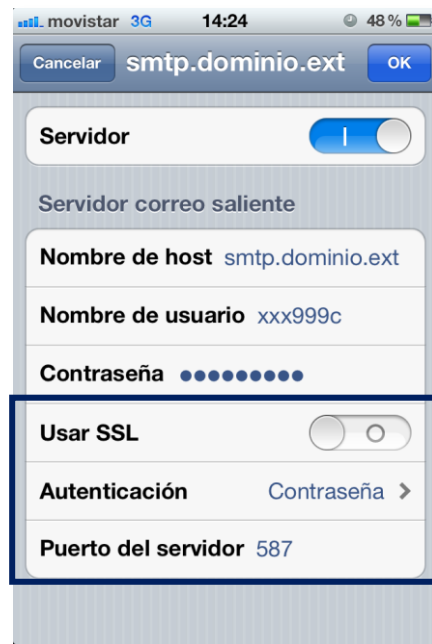 movistar 3G 14:24 48 %
Cancelar smtp.dominio.ext OK
Servidor
Servidor correo saliente
Nombre de host smtp.dominio.ext
Nombre de usuario xxx999c
Contraseña ●●●●●●●●●
Usar SSL
Autenticación Contraseña
Puerto del servidor 587